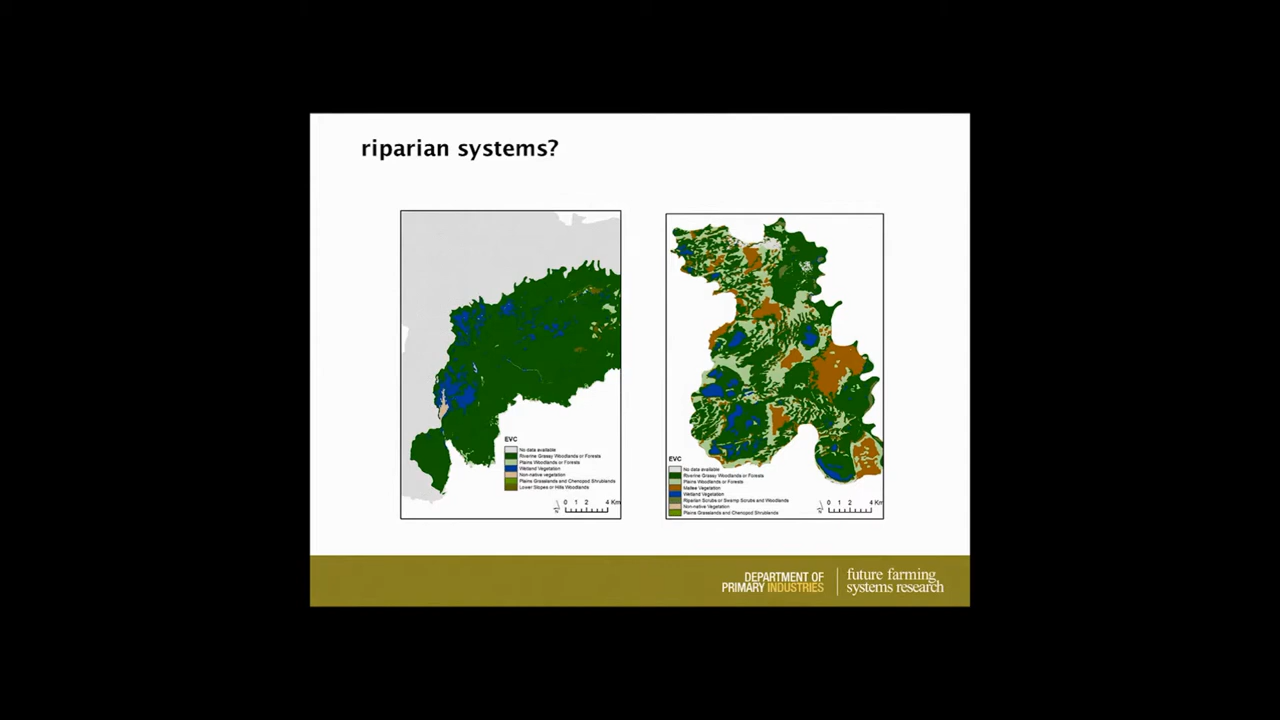 riparian systems?
EVC
No data available
Riverine Grassy Woodlands or Forests
Plains Woodlands or Forests
Wetland Vegetation
Non-native vegetation
Plains Grasslands and Chenopod Shrublands
Lower Slopes or Hills Woodlands
0 1 2 4 Km
N
EVC
No data available
Riverine Grassy Woodlands or Forests
Plains Woodlands or Forests
Mallee Vegetation
Wetland Vegetation
Riparian Scrubs or Swamp Scrubs and Woodlands
Non-native Vegetation
Plains Grasslands and Chenopod Shrublands
0 1 2 4 Km
N
DEPARTMENT OF
PRIMARY INDUSTRIES
future farming
systems research